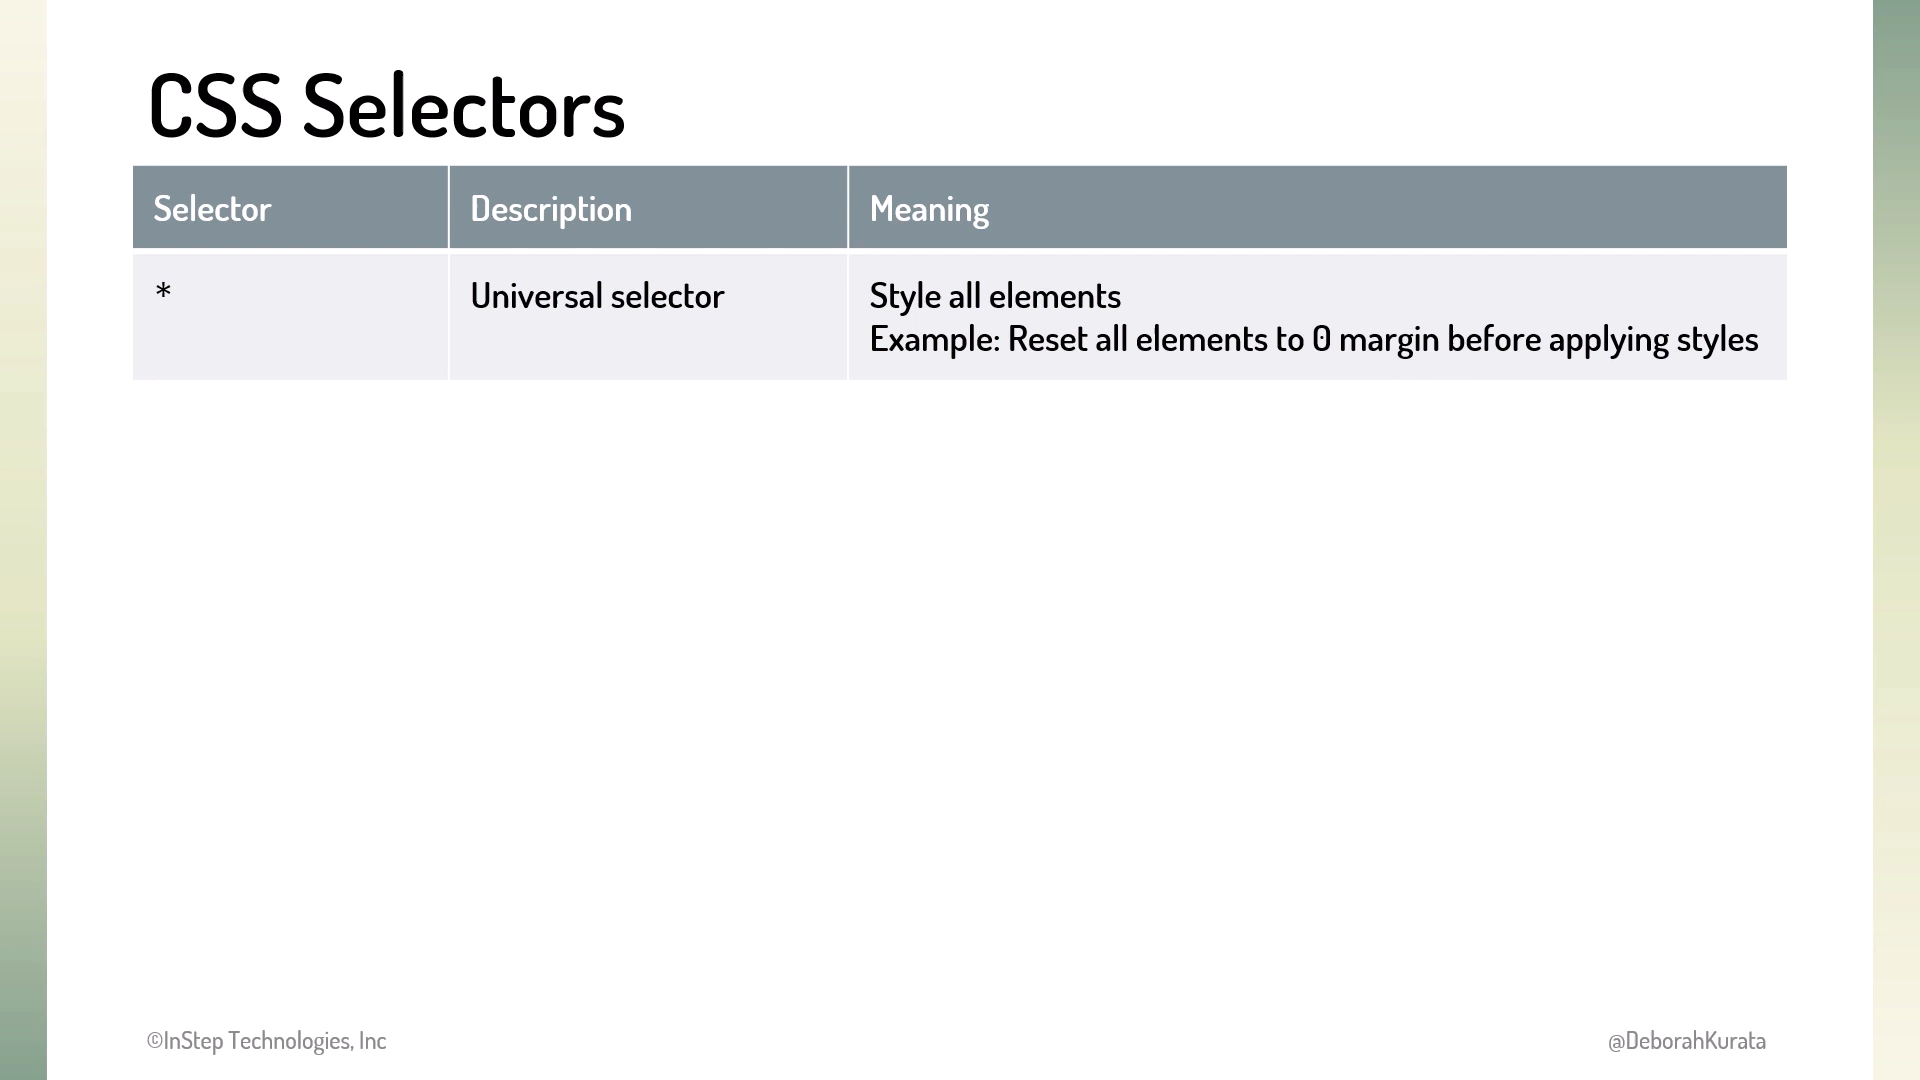 CSS Selectors
Selector Description Meaning
* Universal selector Style all elements
Example: Reset all elements to 0 margin before applying styles
©InStep Technologies, Inc @DeborahKurata